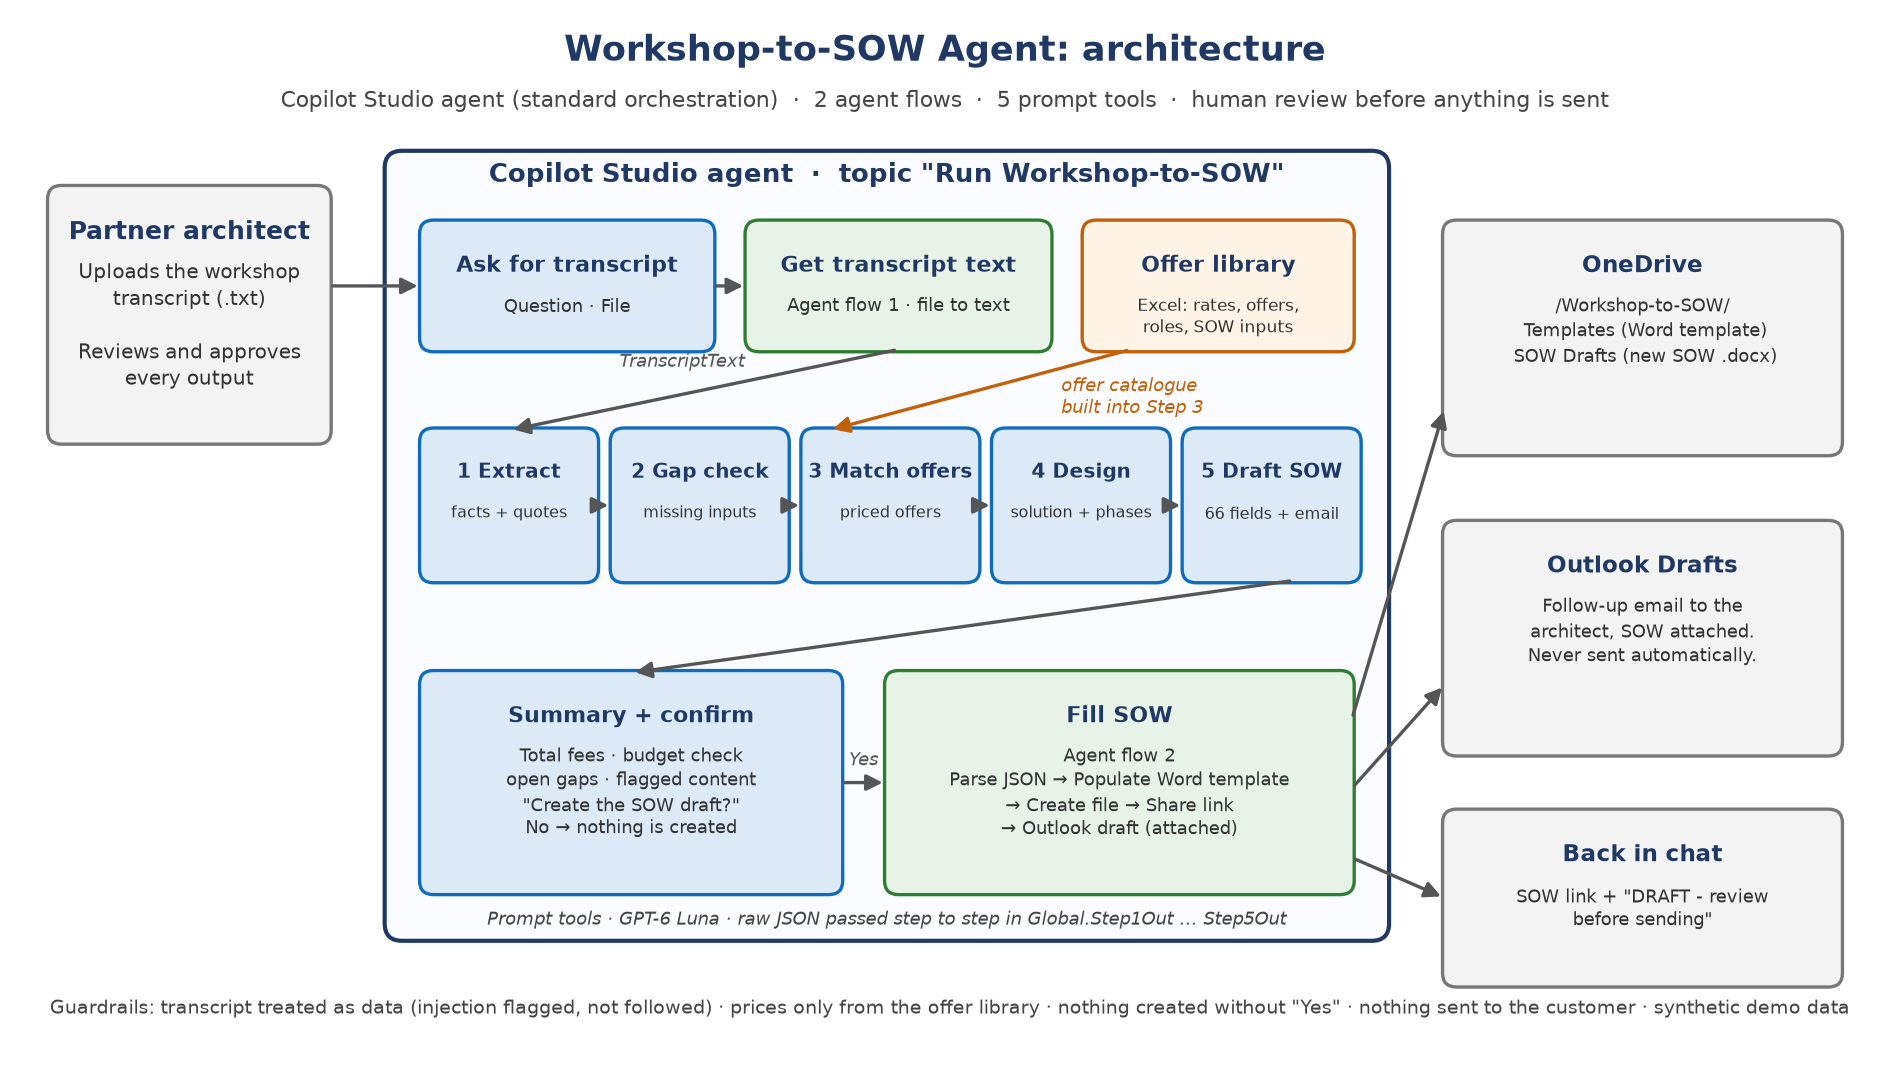 Workshop-to-SOW Agent: architecture
Copilot Studio agent (standard orchestration) · 2 agent flows · 5 prompt tools · human review before anything is sent
Partner architect
Uploads the workshop
transcript (.txt)
Reviews and approves
every output
Copilot Studio agent · topic "Run Workshop-to-SOW"
Ask for transcript
Question · File
Get transcript text
Agent flow 1 · file to text
Offer library
Excel: rates, offers,
roles, SOW inputs
TranscriptText
offer catalogue
built into Step 3
1 Extract
facts + quotes
2 Gap check
missing inputs
3 Match offers
priced offers
4 Design
solution + phases
5 Draft SOW
66 fields + email
Summary + confirm
Total fees · budget check
open gaps · flagged content
"Create the SOW draft?"
No → nothing is created
Yes
Fill SOW
Agent flow 2
Parse JSON → Populate Word template
→ Create file → Share link
→ Outlook draft (attached)
Prompt tools · GPT-6 Luna · raw JSON passed step to step in Global.Step1Out … Step5Out
OneDrive
/Workshop-to-SOW/
Templates (Word template)
SOW Drafts (new SOW .docx)
Outlook Drafts
Follow-up email to the
architect, SOW attached.
Never sent automatically.
Back in chat
SOW link + "DRAFT - review
before sending"
Guardrails: transcript treated as data (injection flagged, not followed) · prices only from the offer library · nothing created without "Yes" · nothing sent to the customer · synthetic demo data